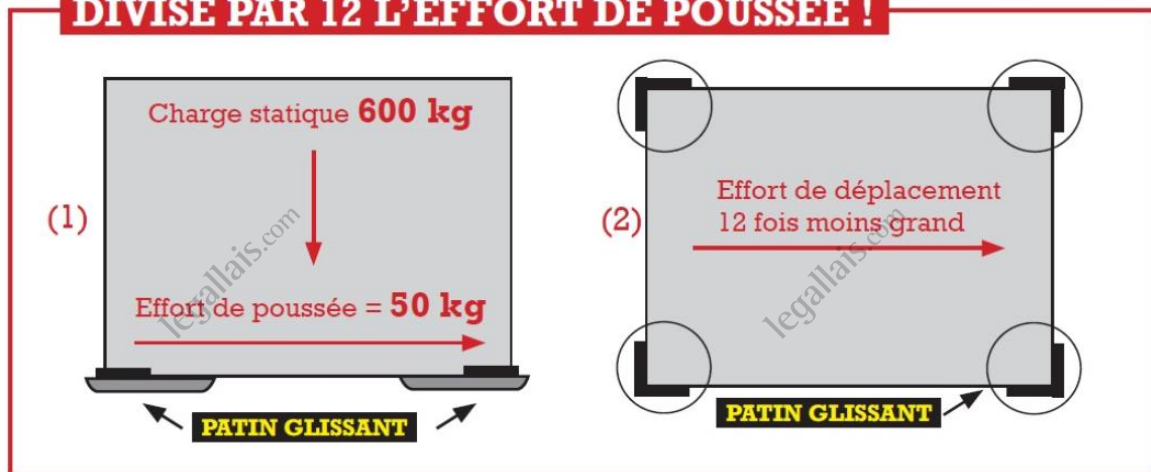 DIVISE PAR 12 L'EFFORT DE POUSSÉE !
(1)
Charge statique 600 kg
legallais.com
Effort de poussée = 50 kg
PATIN GLISSANT
(2)
Effort de déplacement
12 fois moins grand
legallais.com
PATIN GLISSANT